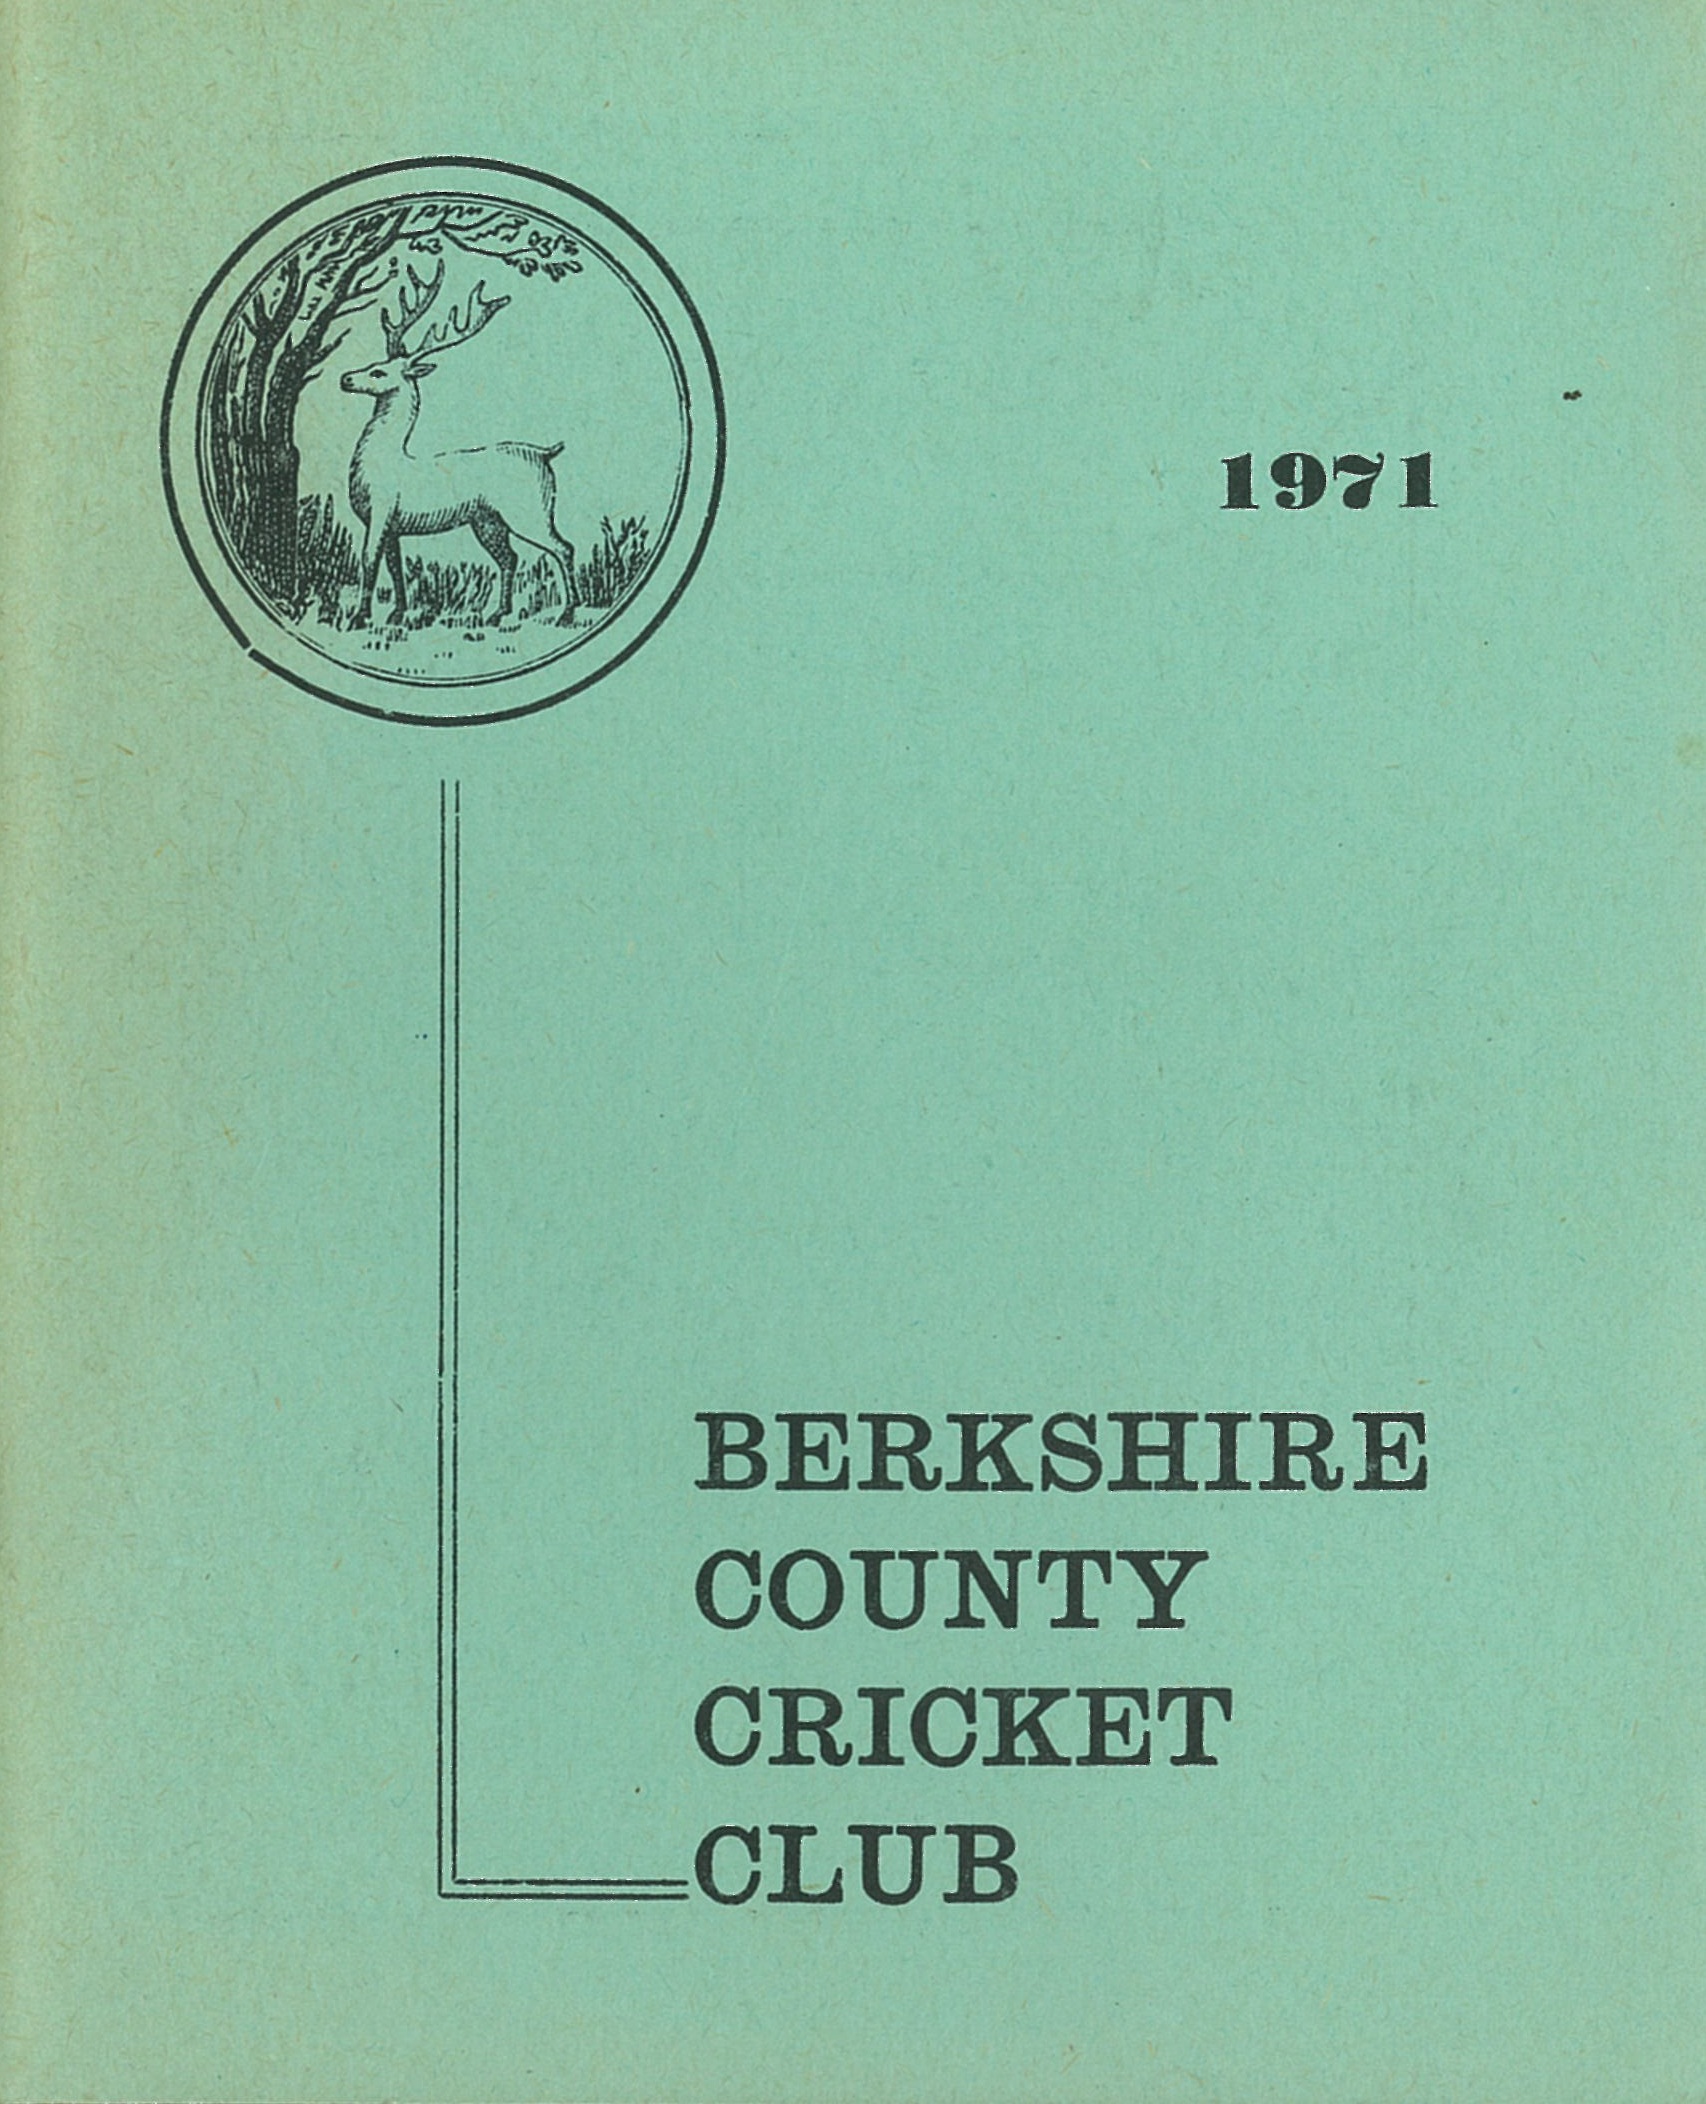 1971
BERKSHIRE
COUNTY
CRICKET
CLUB